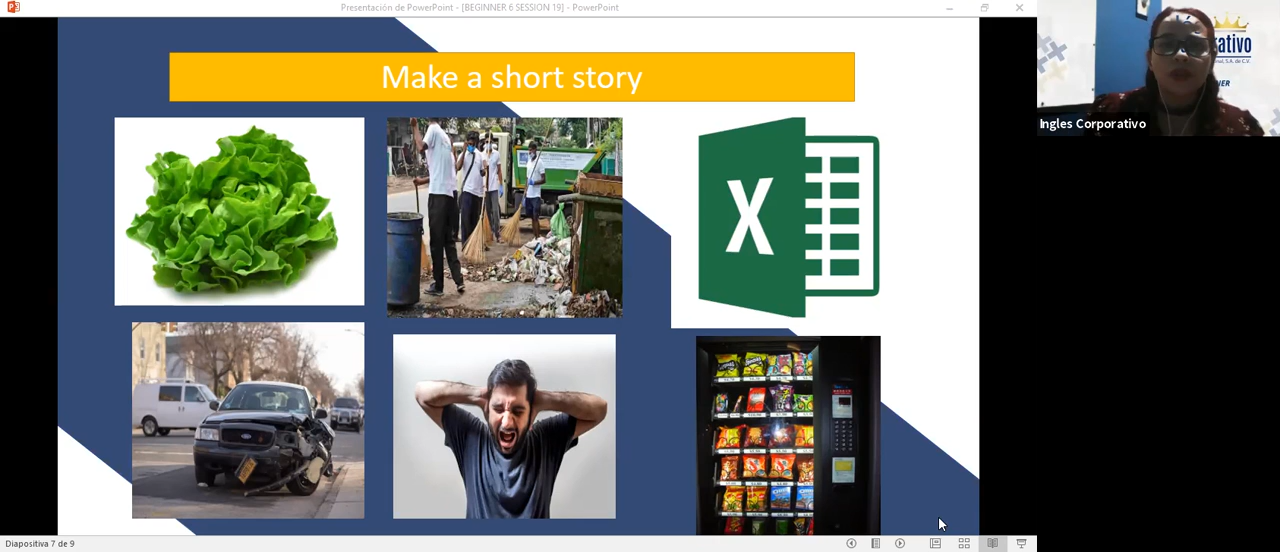 Presentación de PowerPoint - [BEGINNER 6 SESSION 19] - PowerPoint
Make a short story
X
Ingles Corporativo
Diapositiva 7 de 9